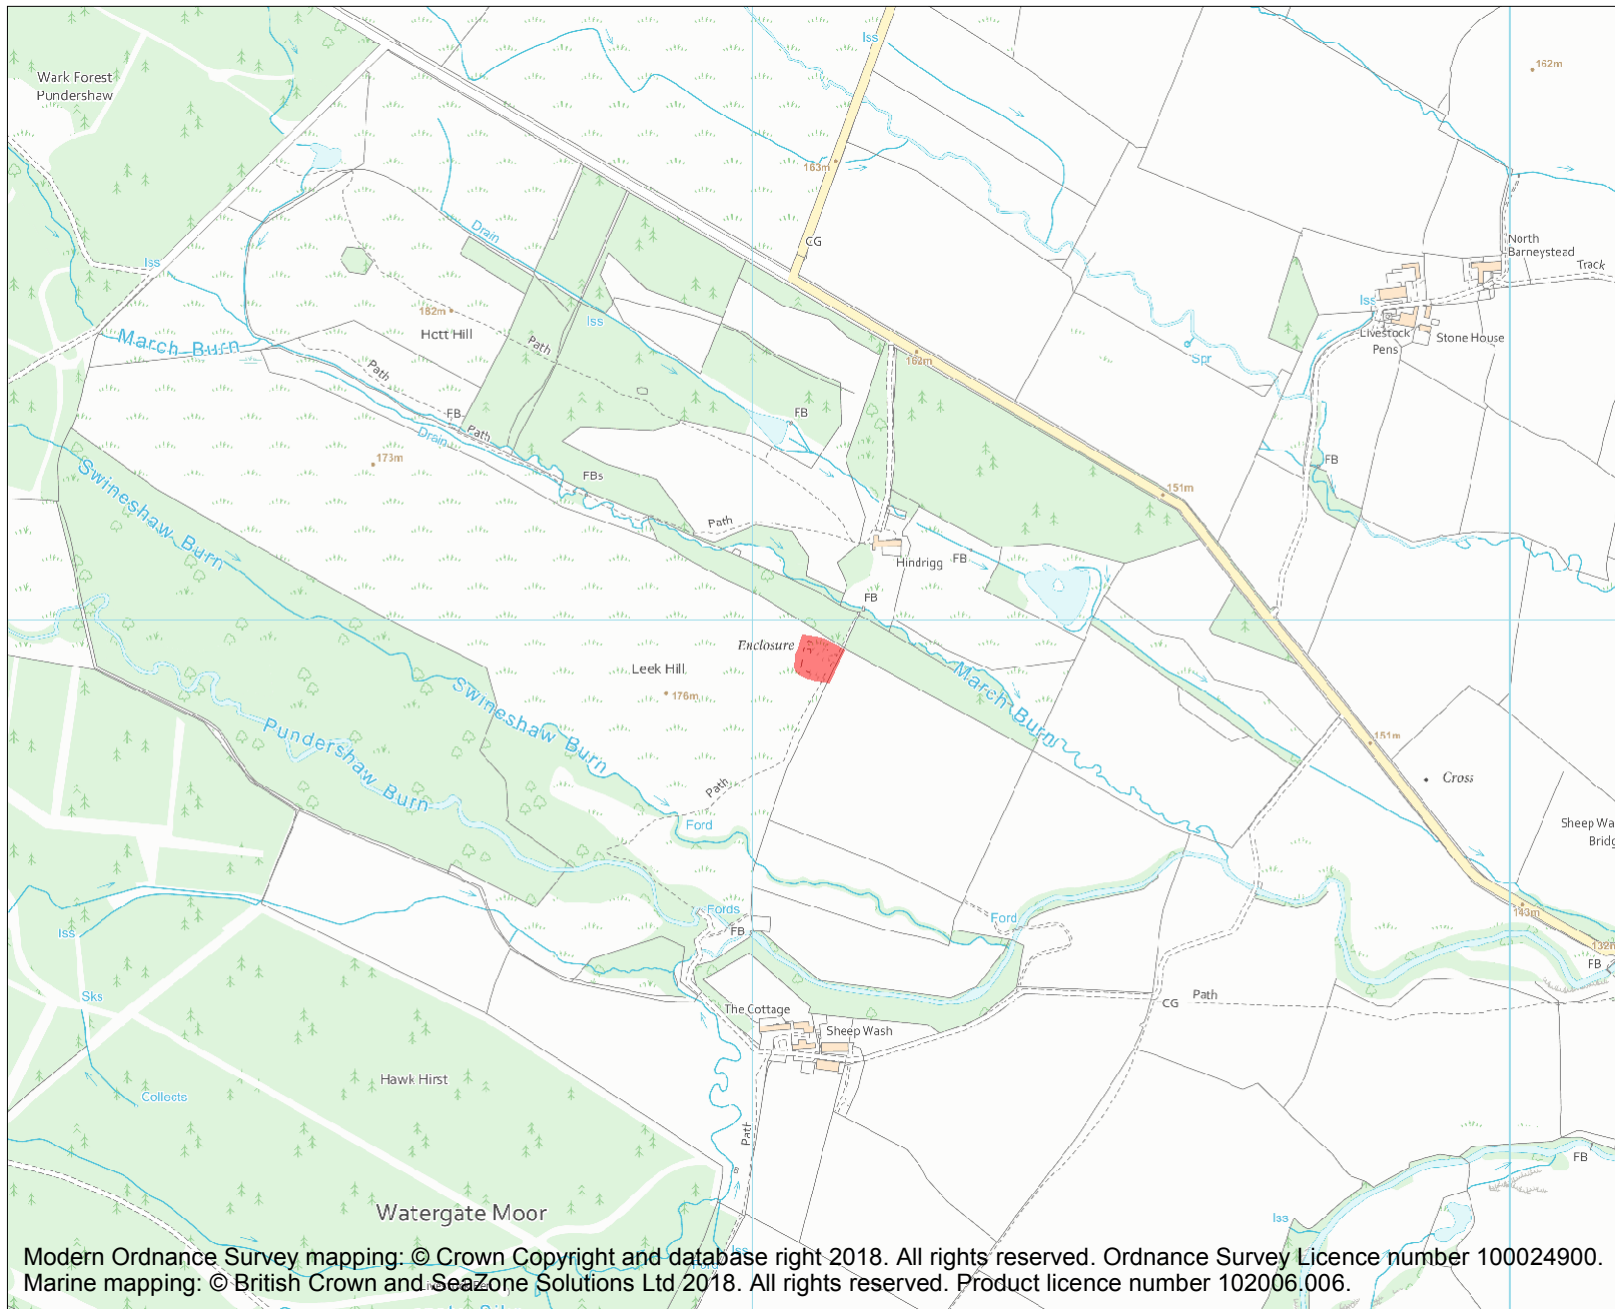 Iss
162m
Wark Forest
Pundershaw
163m
CG
Drain
North
Barneystead
Track
Iss
Iss
182m
Hott Hill
Iss
Livestock
Pens
Stone House
March Burn
Path
Path
162m
Spr
FB
FB
Path
Drain
173m
FBs
FB
151m
Swineshaw Burn
Path
Hindrigg
FB
FB
Enclosure
Leek Hill
176m
March Burn
Swineshaw Burn
Pundershaw Burn
151m
Cross
Path
Ford
Sheep Wa
Bridg
Fords
Ford
143m
Iss
FB
132m
FB
Sks
CG
Path
The Cottage
Sheep Wash
Hawk Hirst
Collects
Path
FB
Watergate Moor
Iss
Iss
Modern Ordnance Survey mapping: © Crown Copyright and database right 2018. All rights reserved. Ordnance Survey Licence number 100024900.
Marine mapping: © British Crown and SeaZone Solutions Ltd 2018. All rights reserved. Product licence number 102006.006.